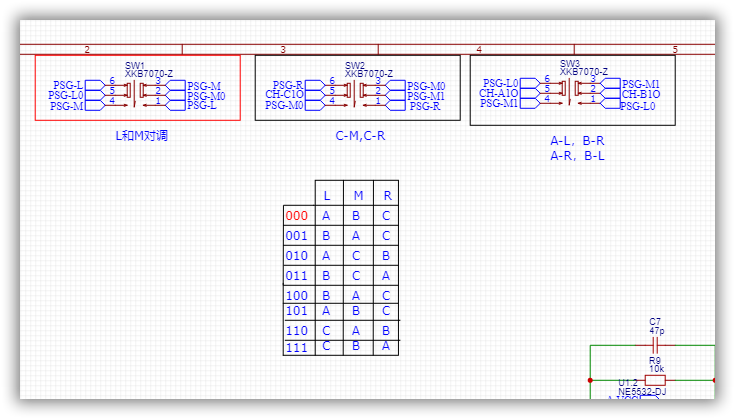 2 3 4 5
SW1
XKB7070-Z
PSG-L 6 3 PSG-M
PSG-L0 5 2 PSG-M0
PSG-M 4 1 PSG-L
L和M对调
SW2
XKB7070-Z
PSG-R 6 3 PSG-M0
CH-C1O 5 2 PSG-M1
PSG-M0 4 1 PSG-R
C-M,C-R
SW3
XKB7070-Z
PSG-L0 6 3 PSG-M1
CH-A1O 5 2 CH-B1O
PSG-M1 4 1 PSG-L0
A-L, B-R
A-R, B-L
L M R
000 A B C
001 B A C
010 A C B
011 B C A
100 B A C
101 A B C
110 C A B
111 C B A
C7
47p
R9
10k
U1.2
NE5532-DJ